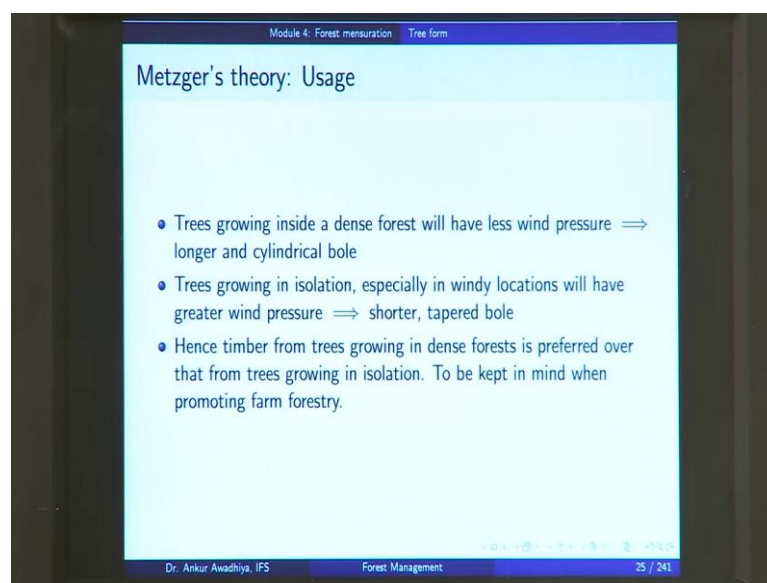 Module 4: Forest mensuration Tree form
Metzger's theory: Usage
Trees growing inside a dense forest will have less wind pressure ⟹
longer and cylindrical bole
Trees growing in isolation, especially in windy locations will have
greater wind pressure ⟹ shorter, tapered bole
Hence timber from trees growing in dense forests is preferred over
that from trees growing in isolation. To be kept in mind when
promoting farm forestry.
Dr. Ankur Awadhiya, IFS Forest Management 25 / 241